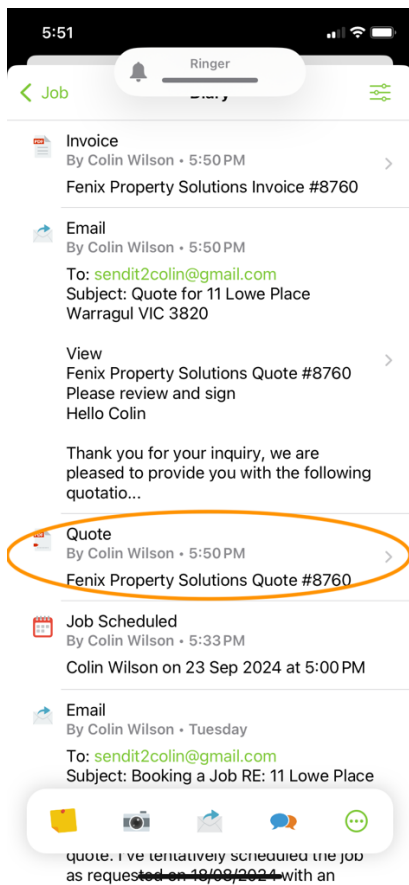 5:51
Ringer
Job
Diary
Invoice
By Colin Wilson • 5:50 PM
Fenix Property Solutions Invoice #8760
Email
By Colin Wilson • 5:50 PM
To: sendit2colin@gmail.com
Subject: Quote for 11 Lowe Place
Warragul VIC 3820
View
Fenix Property Solutions Quote #8760
Please review and sign
Hello Colin
Thank you for your inquiry, we are
pleased to provide you with the following
quotatio...
Quote
By Colin Wilson • 5:50 PM
Fenix Property Solutions Quote #8760
Job Scheduled
By Colin Wilson • 5:33 PM
Colin Wilson on 23 Sep 2024 at 5:00 PM
Email
By Colin Wilson • Tuesday
To: sendit2colin@gmail.com
Subject: Booking a Job RE: 11 Lowe Place
quote. I've tentatively scheduled the job
as requested on 18/08/2024 with an